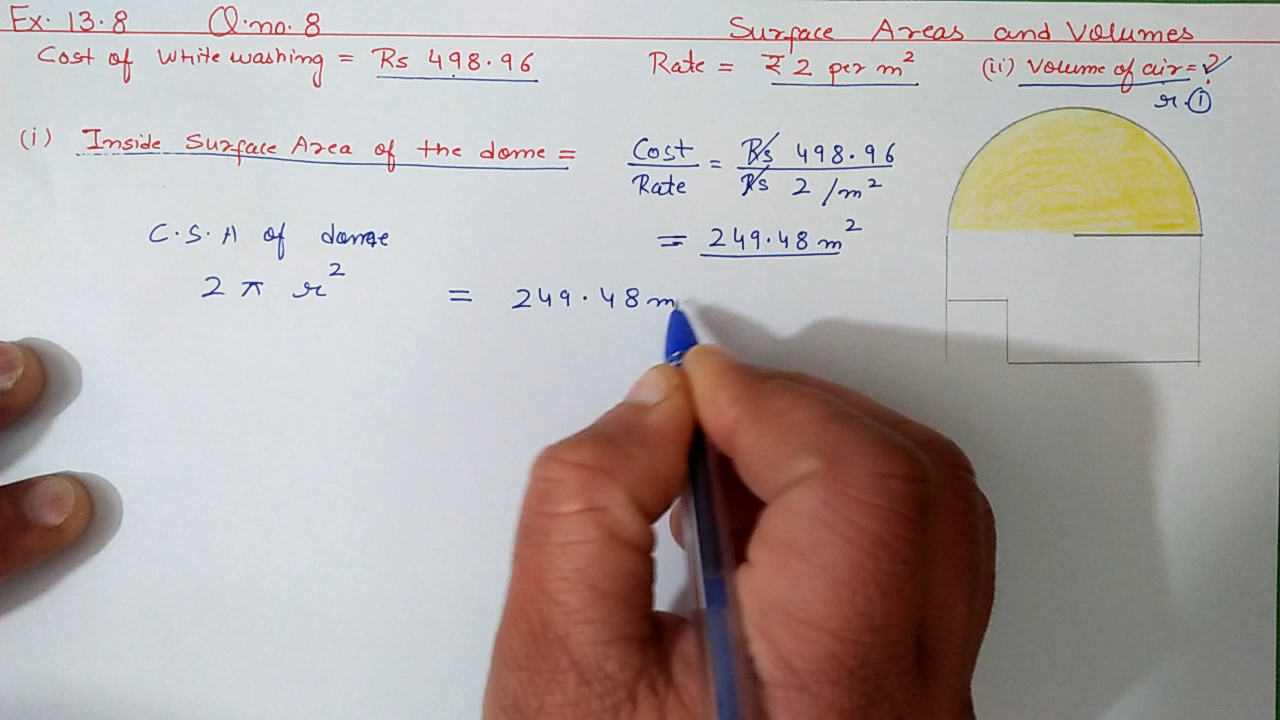 Ex. 13.8 Q.no. 8 Surface Areas and Volumes
Cost of White washing = Rs 498.96 Rate = ₹ 2 per m² (ii) Volume of air = ?
r. ①
(i) Inside Surface Area of the dome = Cost / Rate = Rs 498.96 / Rs 2 /m²
C.S.A of dome = 249.48 m²
2 π r² = 249.48 m